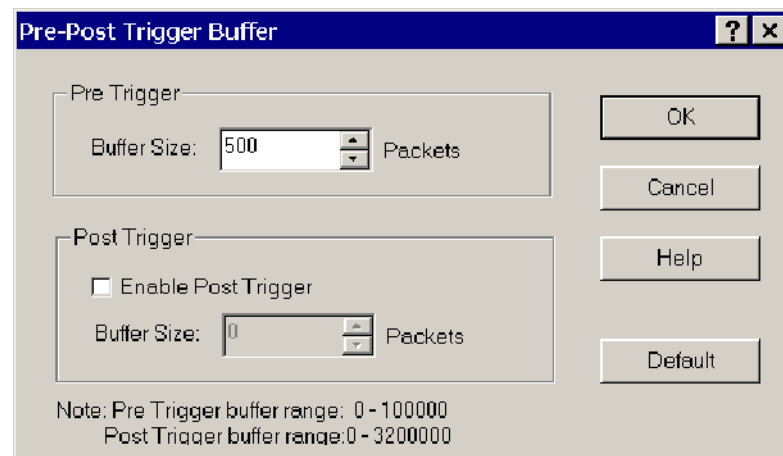 Pre-Post Trigger Buffer
? ×
Pre Trigger
Buffer Size: 500 Packets
OK
Cancel
Post Trigger
Enable Post Trigger
Help
Buffer Size: 0 Packets
Default
Note: Pre Trigger buffer range: 0 - 100000
Post Trigger buffer range:0 - 3200000